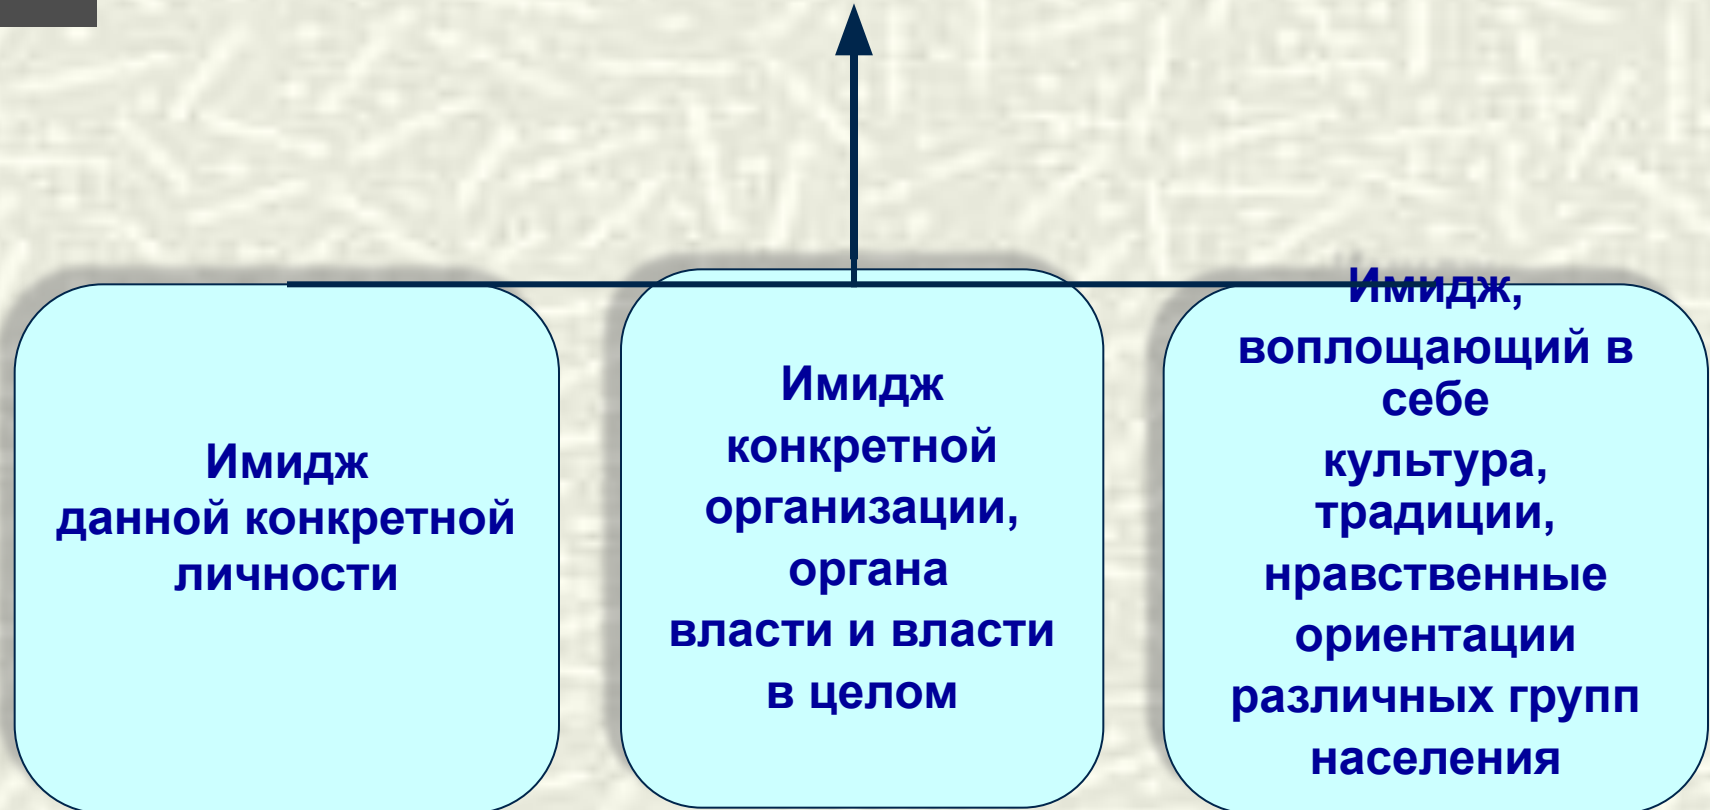 Имидж
данной конкретной
личности
Имидж
конкретной
организации,
органа
власти и власти
в целом
Имидж,
воплощающий в
себе
культура,
традиции,
нравственные
ориентации
различных групп
населения